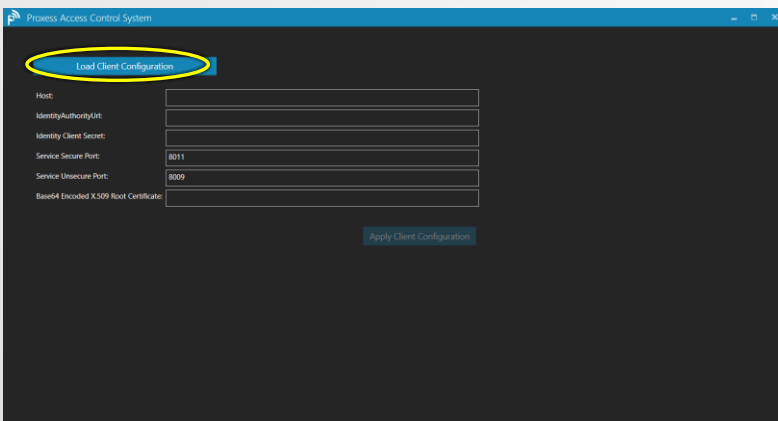 Proxess Access Control System
Load Client Configuration
Host:
IdentityAuthorityUrl:
Identity Client Secret:
Service Secure Port: 8011
Service Unsecure Port: 8009
Base64 Encoded X.509 Root Certificate:
Apply Client Configuration